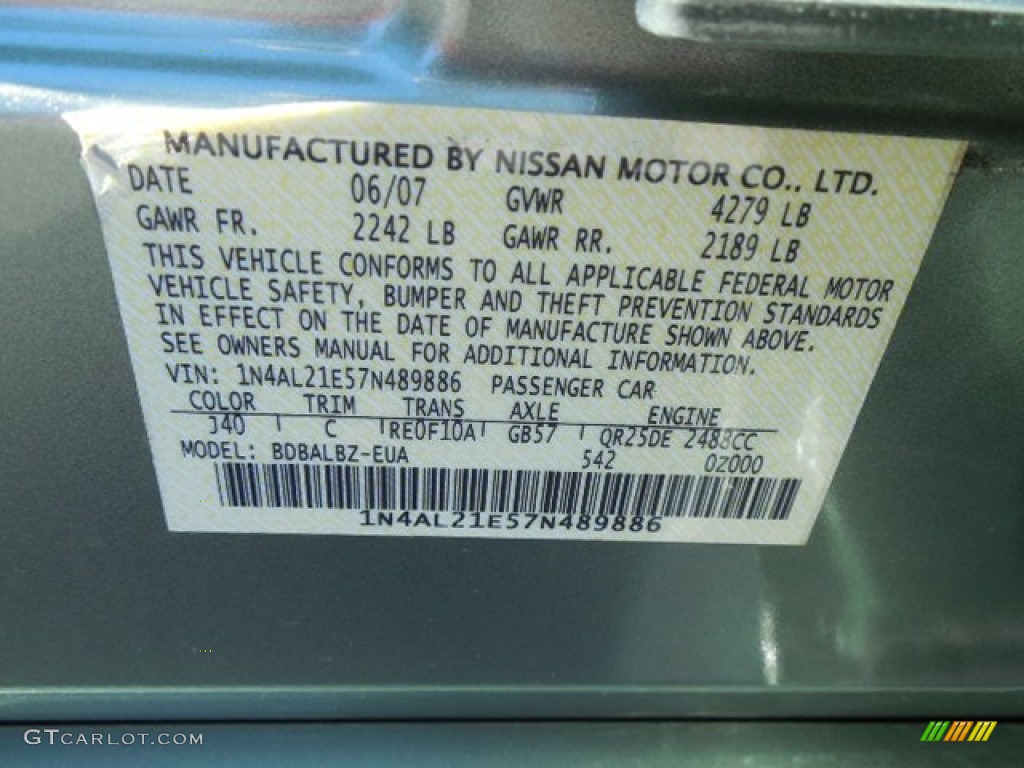 MANUFACTURED BY NISSAN MOTOR CO., LTD.
DATE 06/07 GVWR 4279 LB
GAWR FR. 2242 LB GAWR RR. 2189 LB
THIS VEHICLE CONFORMS TO ALL APPLICABLE FEDERAL MOTOR
VEHICLE SAFETY, BUMPER AND THEFT PREVENTION STANDARDS
IN EFFECT ON THE DATE OF MANUFACTURE SHOWN ABOVE.
SEE OWNERS MANUAL FOR ADDITIONAL INFORMATION.
VIN: 1N4AL21E57N489886 PASSENGER CAR
COLOR TRIM TRANS AXLE ENGINE
J40 C RE0F10A GB57 QR25DE 2488CC
MODEL: BDBALBZ-EUA 542 0Z000
1N4AL21E57N489886
GTCARLOT.COM